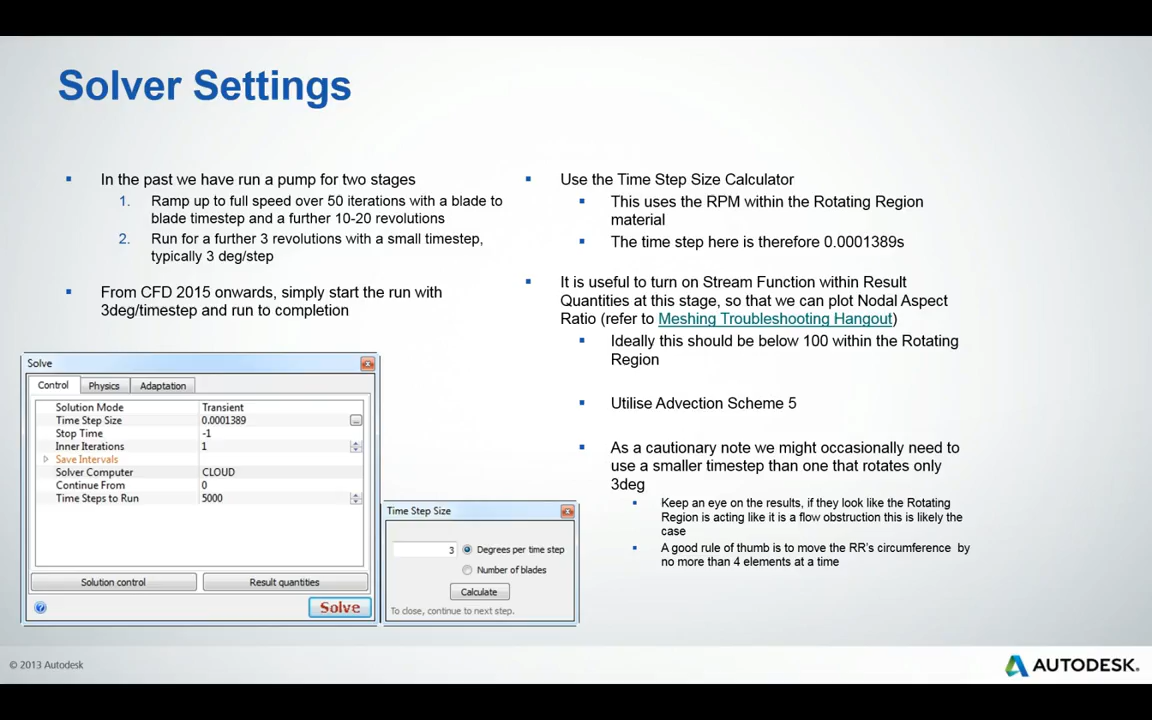 Solver Settings
In the past we have run a pump for two stages
1. Ramp up to full speed over 50 iterations with a blade to
blade timestep and a further 10-20 revolutions
2. Run for a further 3 revolutions with a small timestep,
typically 3 deg/step
From CFD 2015 onwards, simply start the run with
3deg/timestep and run to completion
Use the Time Step Size Calculator
This uses the RPM within the Rotating Region
material
The time step here is therefore 0.0001389s
It is useful to turn on Stream Function within Result
Quantities at this stage, so that we can plot Nodal Aspect
Ratio (refer to Meshing Troubleshooting Hangout)
Ideally this should be below 100 within the Rotating
Region
Utilise Advection Scheme 5
As a cautionary note we might occasionally need to
use a smaller timestep than one that rotates only
3deg
Keep an eye on the results, if they look like the Rotating
Region is acting like it is a flow obstruction this is likely the
case
A good rule of thumb is to move the RR's circumference by
no more than 4 elements at a time
Solve
Control Physics Adaptation
Solution Mode Transient
Time Step Size 0.0001389 ...
Stop Time -1
Inner Iterations 1
Save Intervals
Solver Computer CLOUD
Continue From 0
Time Steps to Run 5000
Solution control Result quantities
? Solve
Time Step Size
3 Degrees per time step
Number of blades
Calculate
To close, continue to next step.
© 2013 Autodesk
AUTODESK.